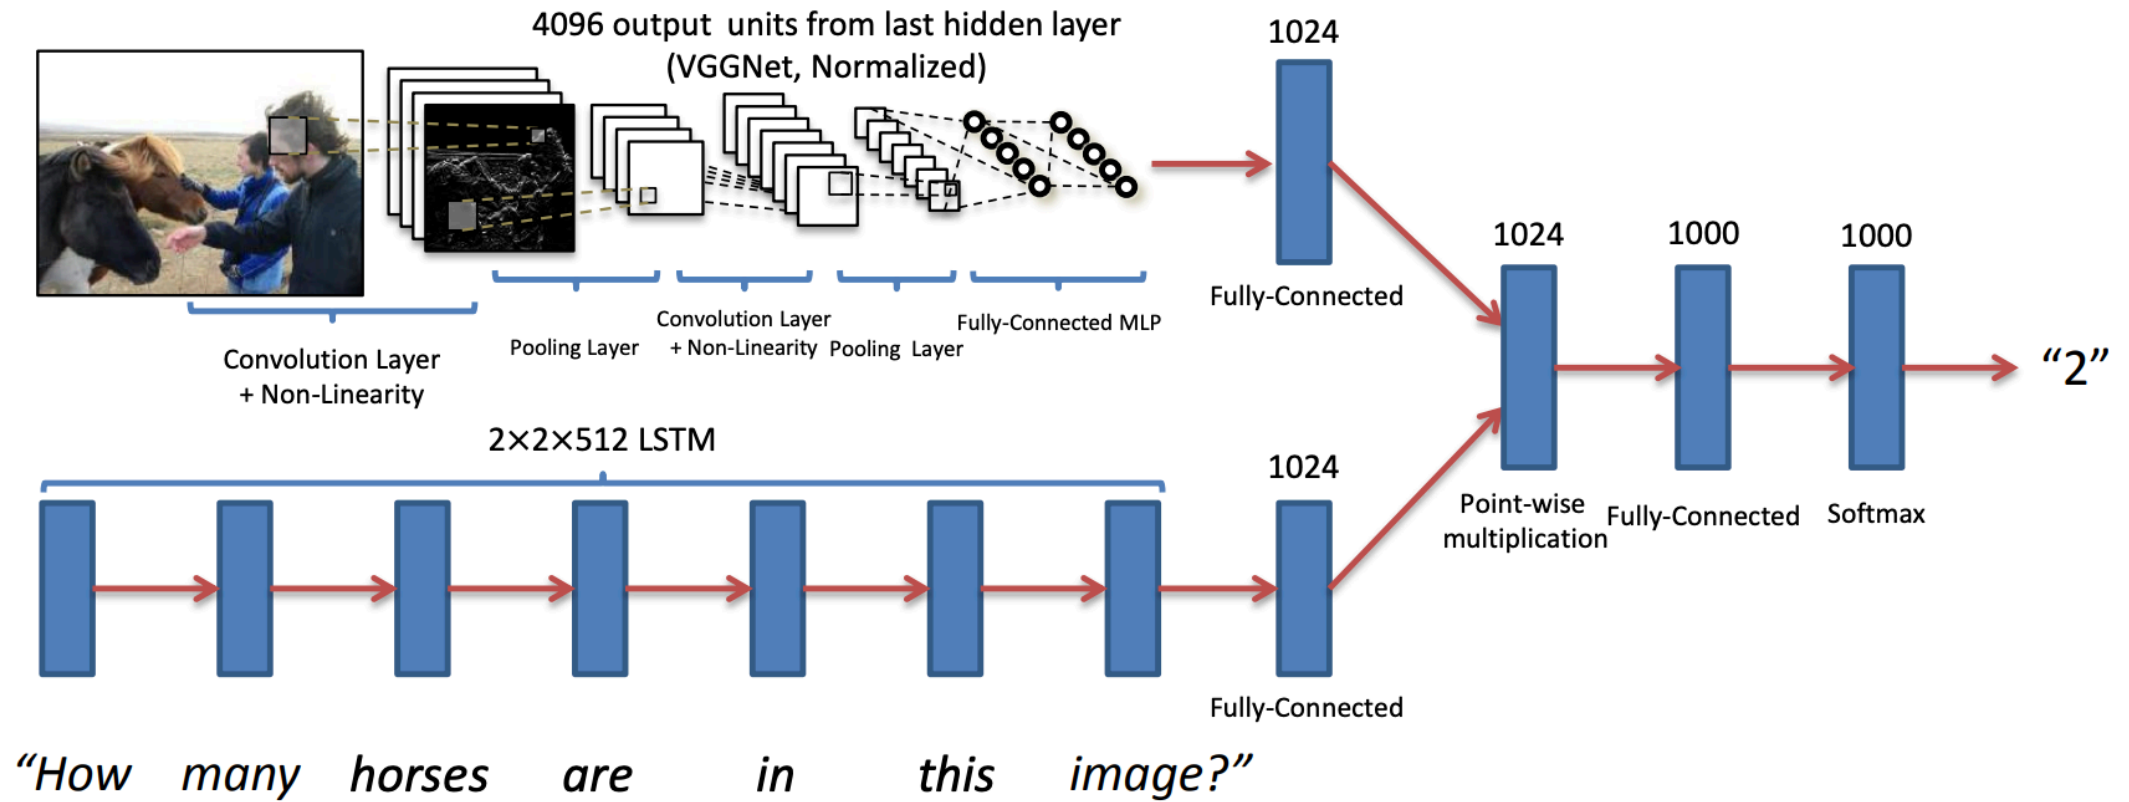 4096 output units from last hidden layer
(VGGNet, Normalized)
1024
Fully-Connected
Convolution Layer
+ Non-Linearity
Pooling Layer
Convolution Layer
+ Non-Linearity
Pooling Layer
Fully-Connected MLP
2×2×512 LSTM
1024
Fully-Connected
1024
Point-wise
multiplication
1000
Fully-Connected
1000
Softmax
“2”
“How many horses are in this image?”